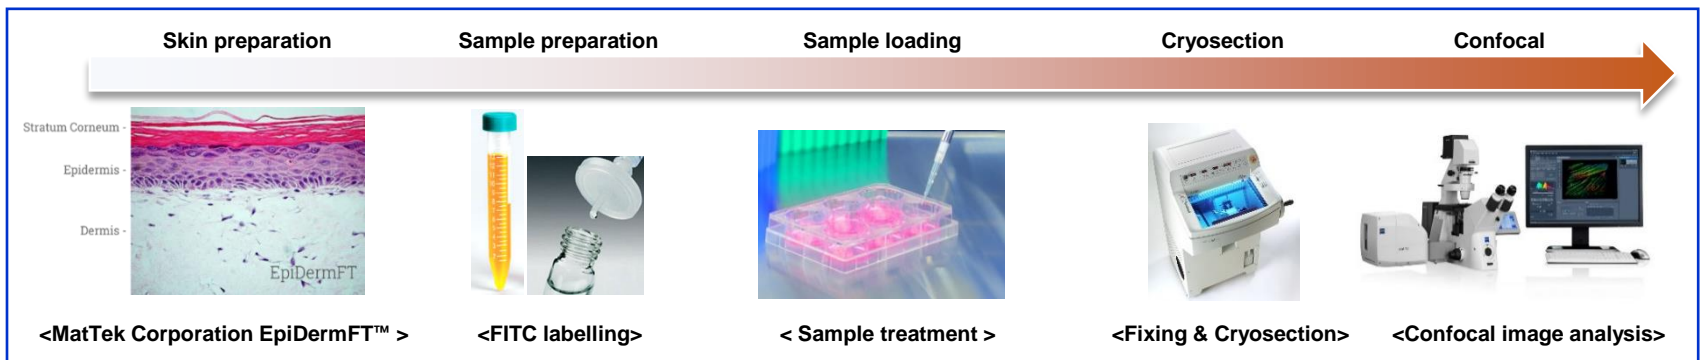 Skin preparation
Sample preparation
Sample loading
Cryosection
Confocal
Stratum Corneum -
Epidermis -
Dermis -
EpiDermFT
<MatTek Corporation EpiDermFT™ >
<FITC labelling>
< Sample treatment >
<Fixing & Cryosection>
<Confocal image analysis>